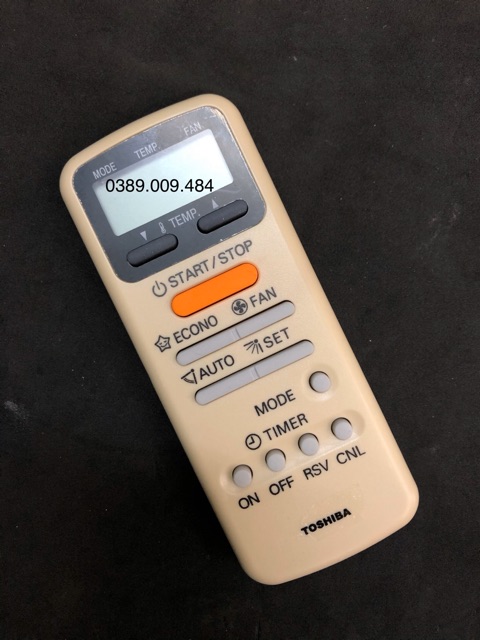 MODE TEMP. FAN
0389.009.484
▼ TEMP. ▲
START/STOP
ECONO FAN
AUTO SET
MODE
TIMER
ON OFF RSV CNL
TOSHIBA